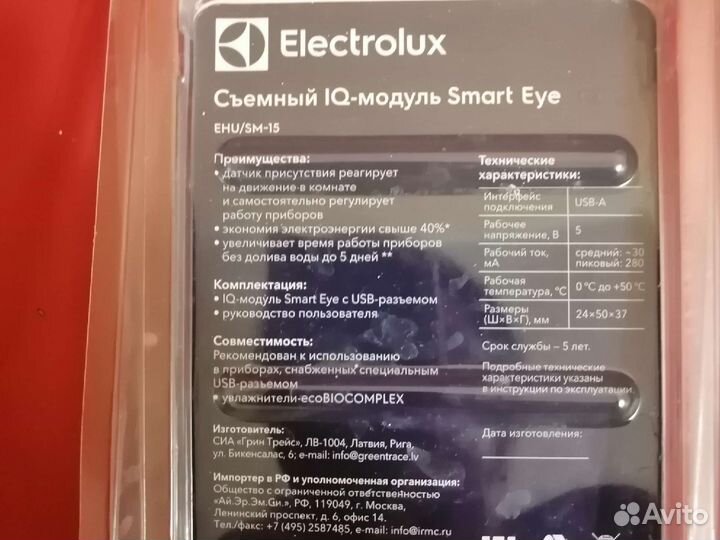 Electrolux
Съемный IQ-модуль Smart Eye
EHU/SM-15
Преимущества:
• датчик присутствия реагирует
на движение в комнате
и самостоятельно регулирует
работу приборов
• экономия электроэнергии свыше 40%*
• увеличивает время работы приборов
без долива воды до 5 дней **
Комплектация:
• IQ-модуль Smart Eye с USB-разъемом
• руководство пользователя
Совместимость:
Рекомендован к использованию
в приборах, снабженных специальным
USB-разъемом
• увлажнители-ecoBIOCOMPLEX
Изготовитель:
СИА «Грин Трейс», ЛВ-1004, Латвия, Рига,
ул. Бикенсалас, 6; e-mail: info@greentrace.lv
Импортер в РФ и уполномоченная организация:
Общество с ограниченной ответственностью
«Ай.Эр.Эм.Си.», РФ, 119049, г. Москва,
Ленинский проспект, д. 6, офис 14.
Тел./факс: +7 (495) 2587485, e-mail: info@irmc.ru
Технические
характеристики:
Интерфейс
подключения USB-A
Рабочее
напряжение, В 5
Рабочий ток,
мА средний: ~30
пиковый: 280
Рабочая
температура, °C 0 °C до +50 °C
Размеры
(Ш×В×Г), мм 24×50×37
Срок службы – 5 лет.
Подробные технические
характеристики указаны
в инструкции по эксплуатации.
Дата изготовления:
Avito